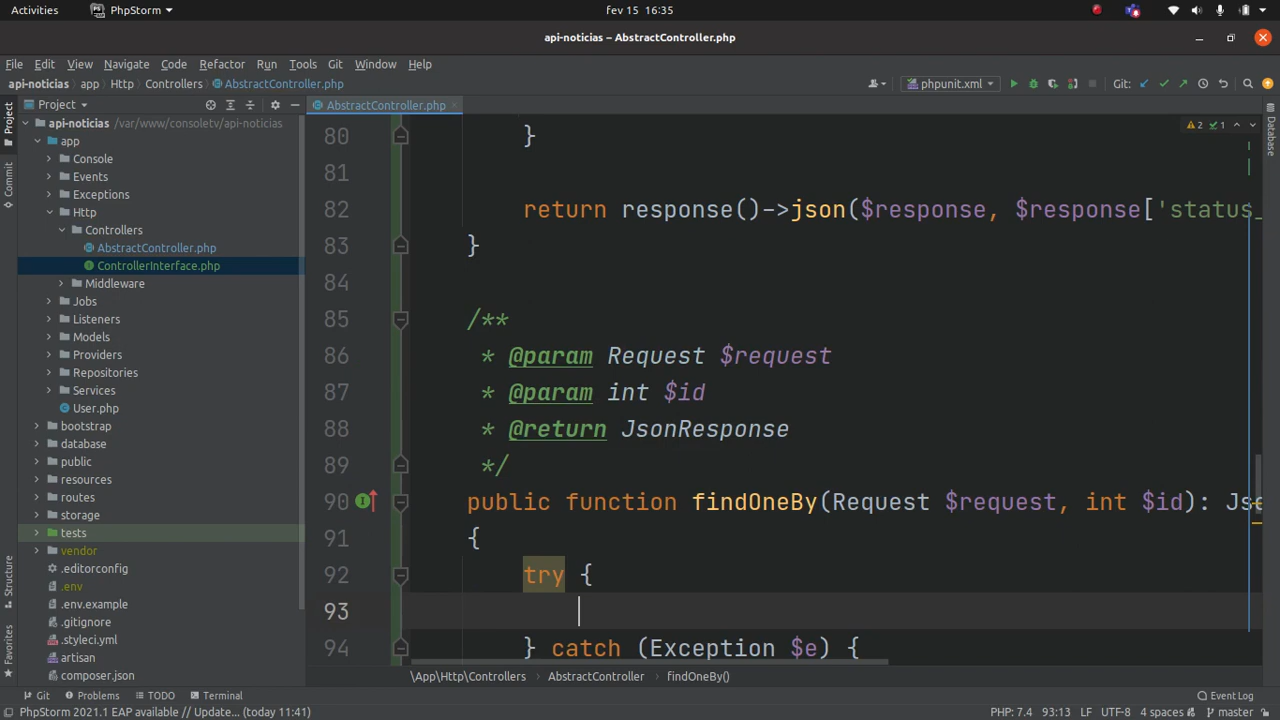 Activities PhpStorm fev 15 16:35
api-noticias – AbstractController.php
File Edit View Navigate Code Refactor Run Tools Git Window Help
api-noticias app Http Controllers AbstractController.php phpunit.xml Git:
Project AbstractController.php
api-noticias /var/www/consoletv/api-noticias
app
Console
Events
Exceptions
Http
Controllers
AbstractController.php
ControllerInterface.php
Middleware
Jobs
Listeners
Models
Providers
Repositories
Services
User.php
bootstrap
database
public
resources
routes
storage
tests
vendor
.editorconfig
.env
.env.example
.gitignore
.styleci.yml
artisan
composer.json
Project
Commit
Structure
Favorites
2 1
80 }
81
82 return response()->json($response, $response['status_
83 }
84
85 /**
86 * @param Request $request
87 * @param int $id
88 * @return JsonResponse
89 */
90 public function findOneBy(Request $request, int $id): Js
91 {
92 try {
93
94 } catch (Exception $e) {
Database
\App\Http\Controllers AbstractController findOneBy()
Git Problems TODO Terminal Event Log
PhpStorm 2021.1 EAP available // Update... (today 11:41) PHP: 7.4 93:13 LF UTF-8 4 spaces master